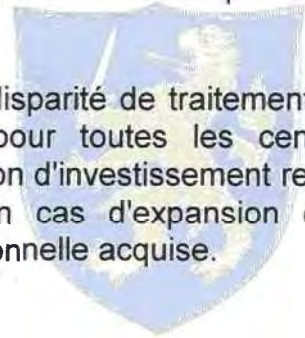 disparité de traitement
pour toutes les cen
on d'investissement re
n cas d'expansion
onnelle acquise.